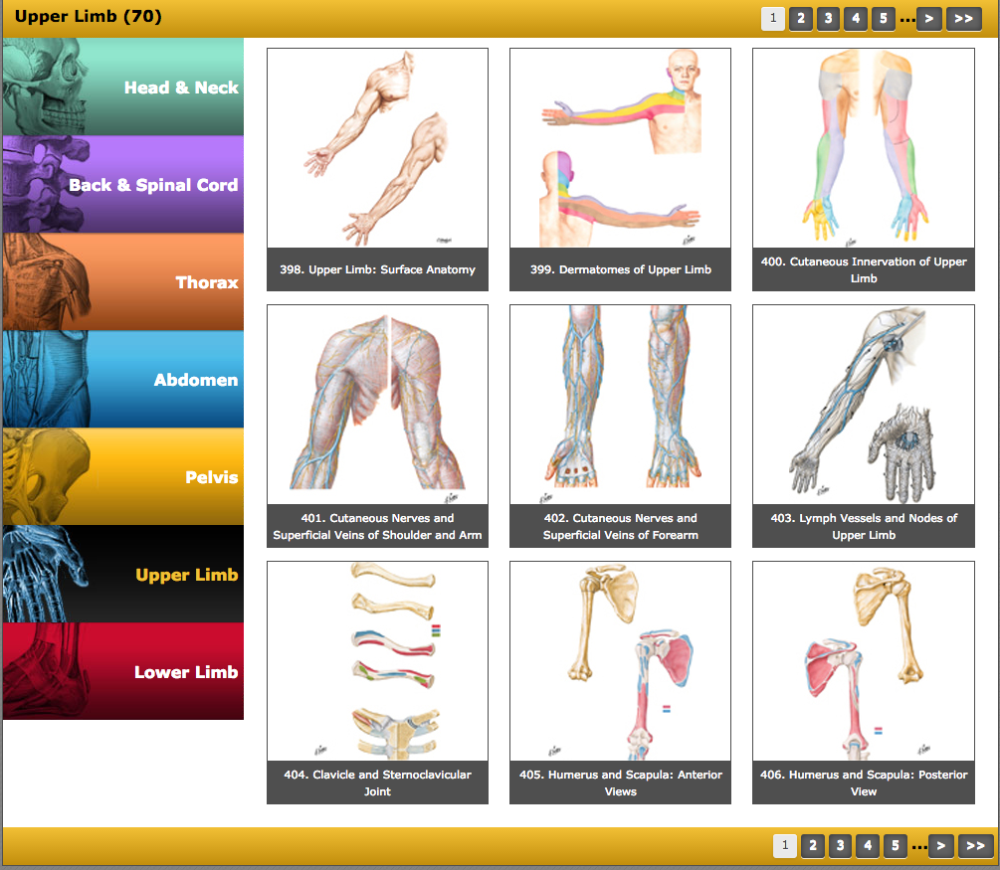 Upper Limb (70)
1 2 3 4 5 ... > >>
Head & Neck
Back & Spinal Cord
Thorax
Abdomen
Pelvis
Upper Limb
Lower Limb
398. Upper Limb: Surface Anatomy
399. Dermatomes of Upper Limb
400. Cutaneous Innervation of Upper
Limb
401. Cutaneous Nerves and
Superficial Veins of Shoulder and Arm
402. Cutaneous Nerves and
Superficial Veins of Forearm
403. Lymph Vessels and Nodes of
Upper Limb
404. Clavicle and Sternoclavicular
Joint
405. Humerus and Scapula: Anterior
Views
406. Humerus and Scapula: Posterior
View
1 2 3 4 5 ... > >>